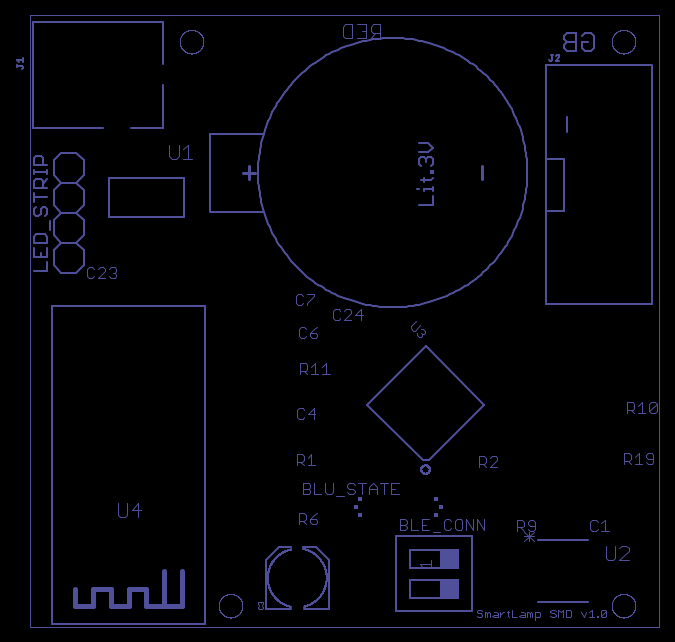 RED
GB
J1
J2
U1
LED_STRIP
+
Lit.3V
-
C23
C7
C24
C6
U3
R11
C4
R10
R1
R2
R19
BLU_STATE
U4
R6
BLE_CONN
R9
C1
U2
1
SmartLamp SMD v1.0